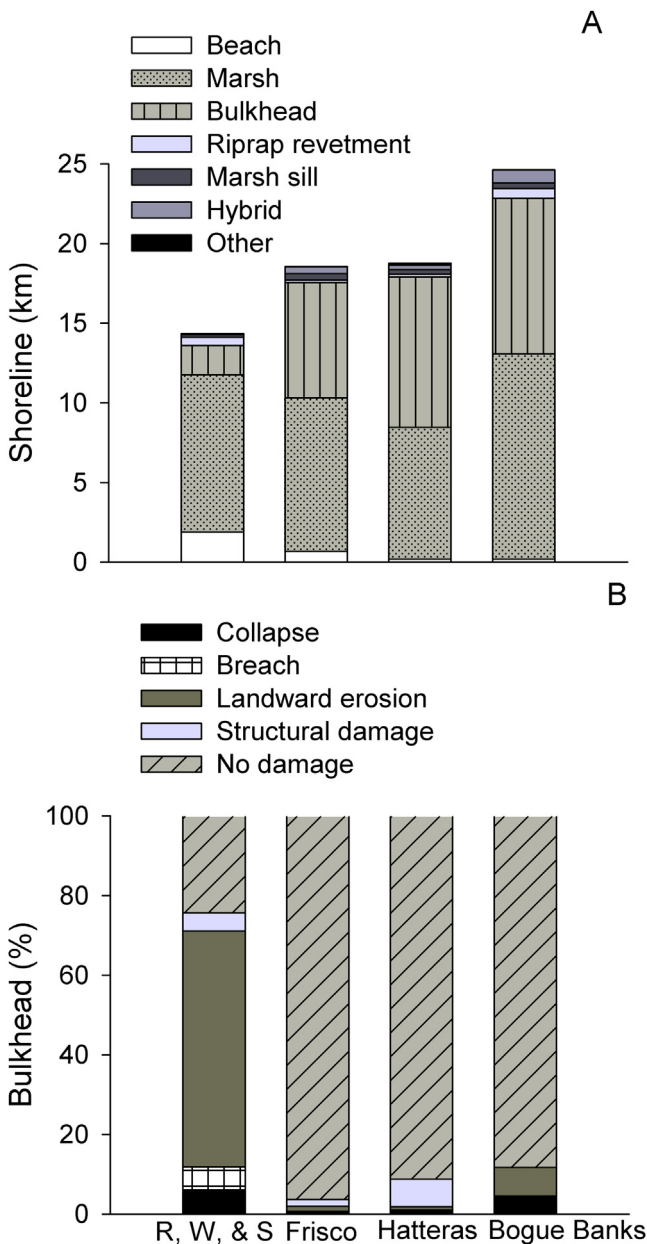 A
Beach
Marsh
Bulkhead
Riprap revetment
Marsh sill
Hybrid
Other
25
20
15
10
5
0
Shoreline (km)
B
Collapse
Breach
Landward erosion
Structural damage
No damage
100
80
60
40
20
0
Bulkhead (%)
R, W, & S Frisco Hatteras Bogue Banks